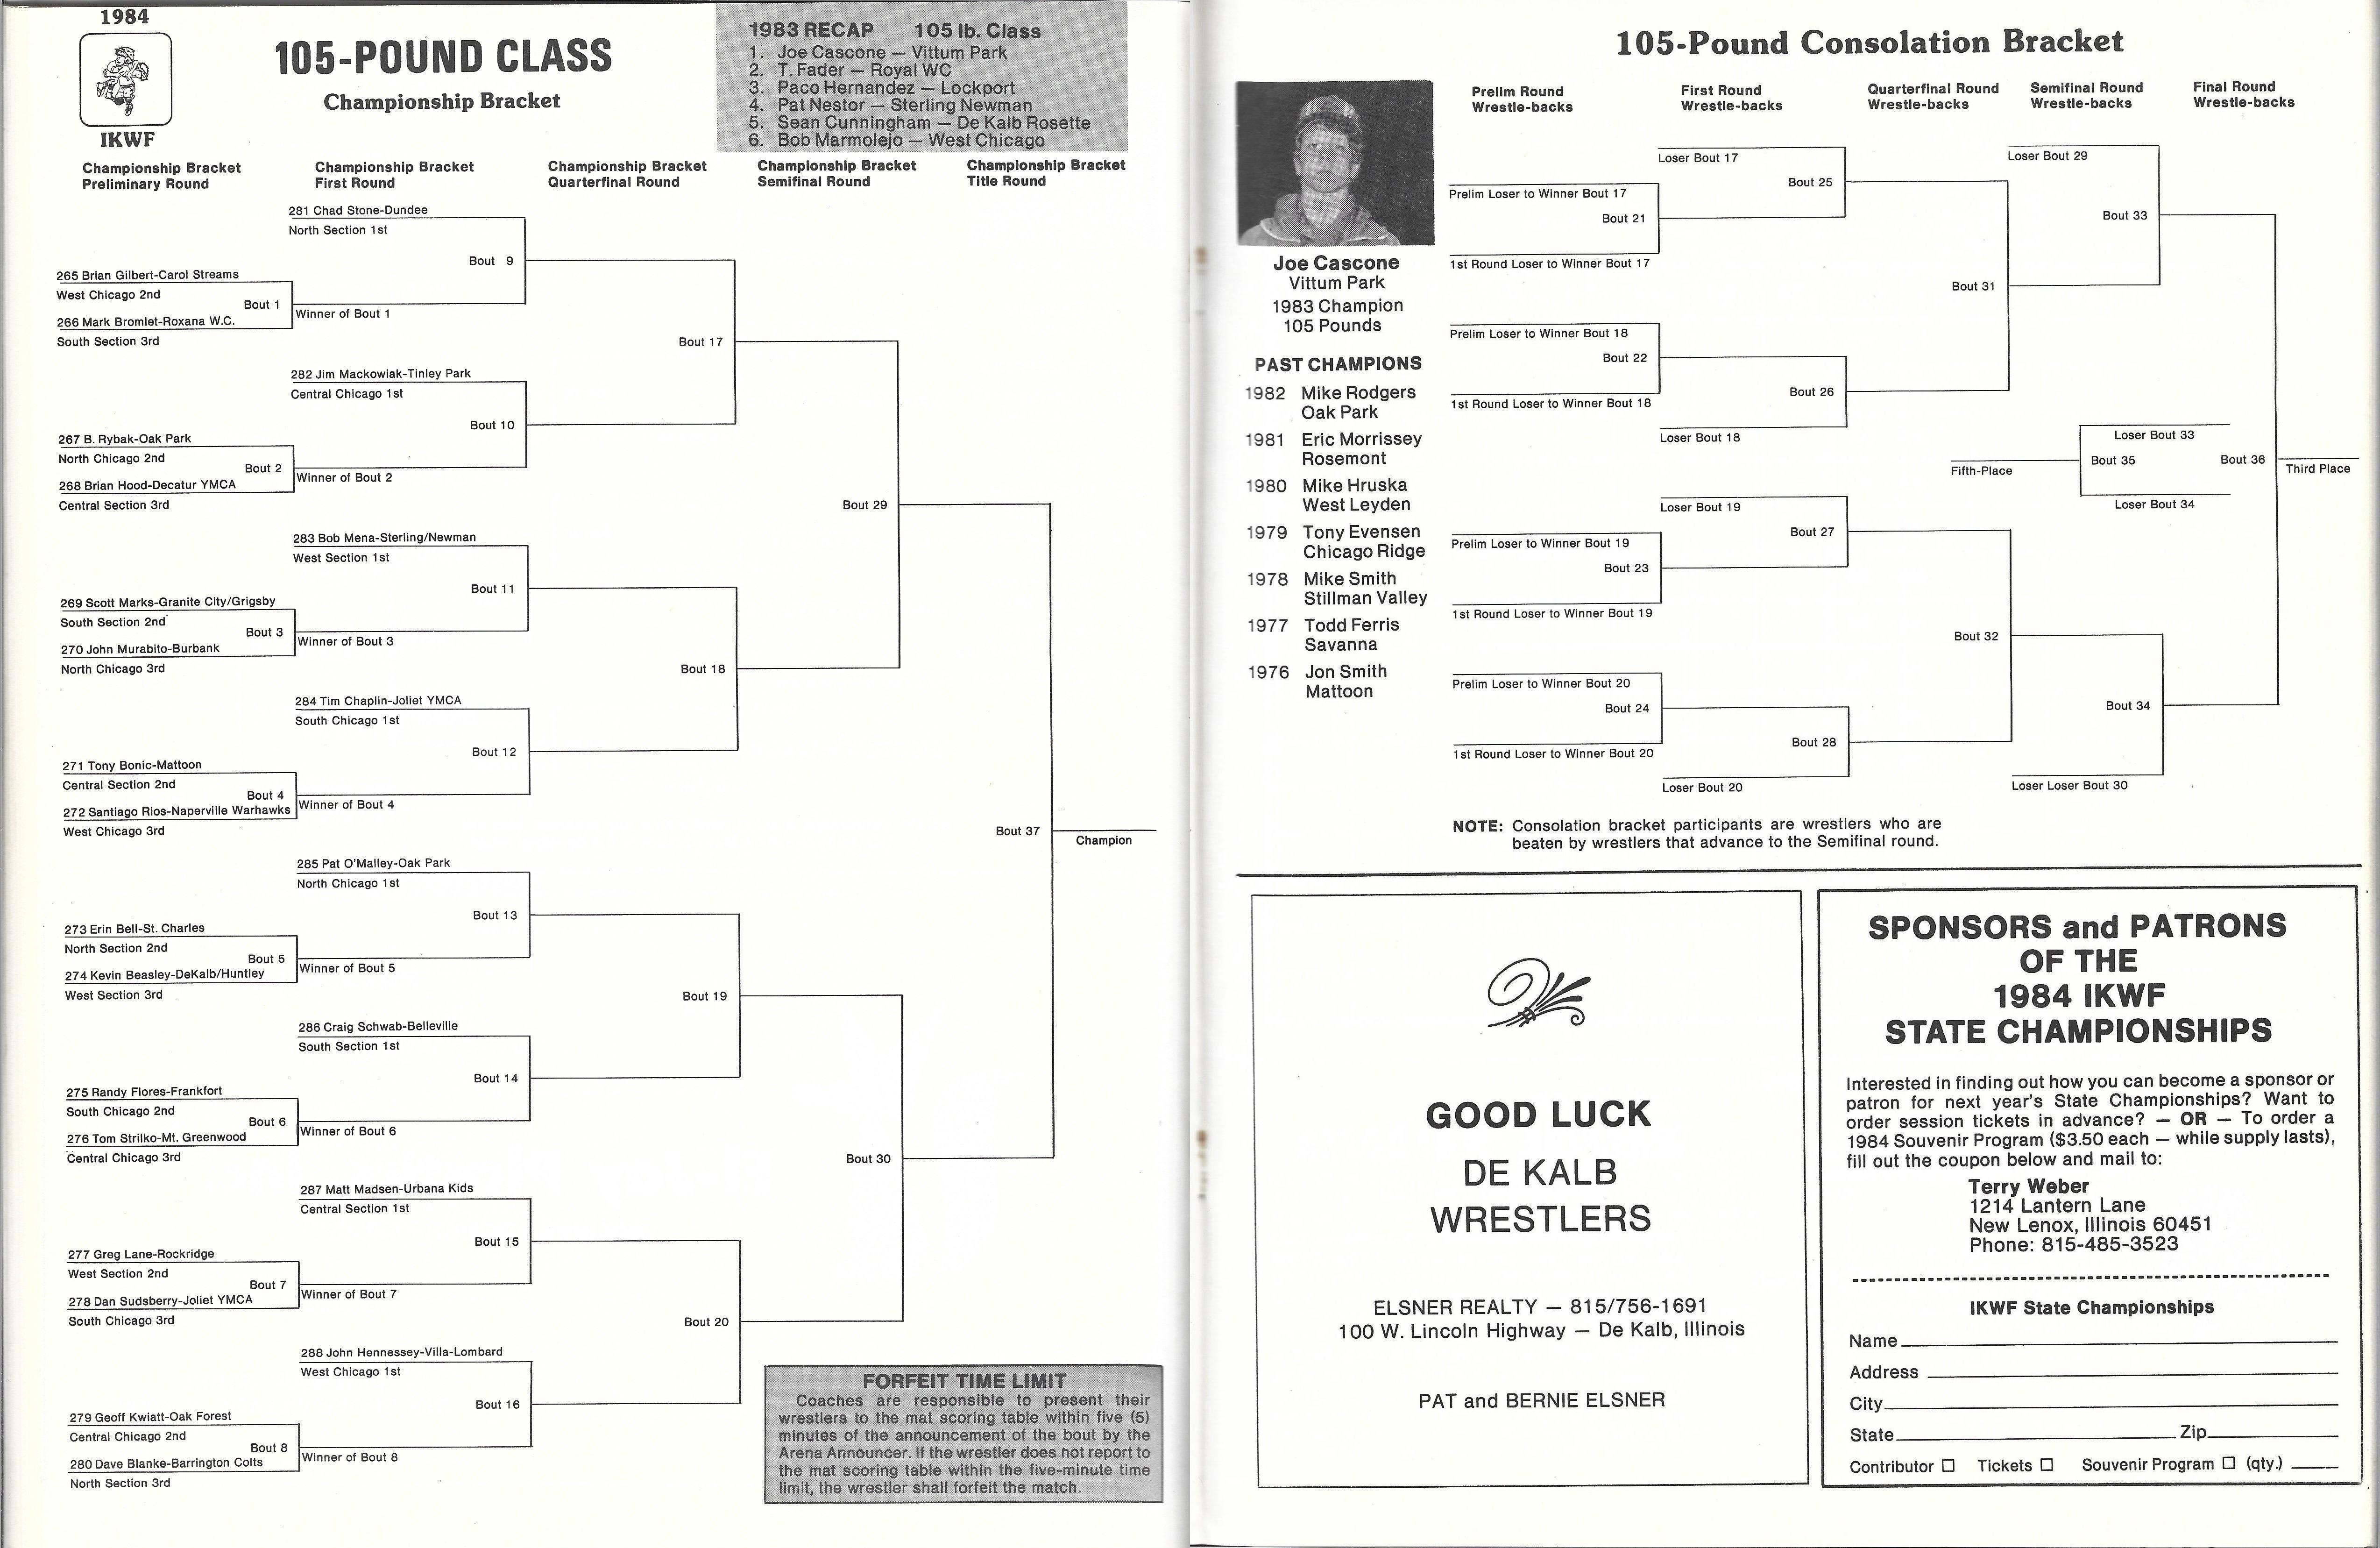 1984
IKWF
105-POUND CLASS
Championship Bracket
1983 RECAP 105 lb. Class
1. Joe Cascone — Vittum Park
2. T. Fader — Royal WC
3. Paco Hernandez — Lockport
4. Pat Nestor — Sterling Newman
5. Sean Cunningham — De Kalb Rosette
6. Bob Marmolejo — West Chicago
Championship Bracket
Preliminary Round
Championship Bracket
First Round
Championship Bracket
Quarterfinal Round
Championship Bracket
Semifinal Round
Championship Bracket
Title Round
281 Chad Stone-Dundee
North Section 1st
Bout 9
265 Brian Gilbert-Carol Streams
West Chicago 2nd
Bout 1
266 Mark Bromlet-Roxana W.C.
South Section 3rd
Winner of Bout 1
Bout 17
282 Jim Mackowiak-Tinley Park
Central Chicago 1st
Bout 10
267 B. Rybak-Oak Park
North Chicago 2nd
Bout 2
268 Brian Hood-Decatur YMCA
Central Section 3rd
Winner of Bout 2
Bout 29
283 Bob Mena-Sterling/Newman
West Section 1st
Bout 11
269 Scott Marks-Granite City/Grigsby
South Section 2nd
Bout 3
270 John Murabito-Burbank
North Chicago 3rd
Winner of Bout 3
Bout 18
284 Tim Chaplin-Joliet YMCA
South Chicago 1st
Bout 12
271 Tony Bonic-Mattoon
Central Section 2nd
Bout 4
272 Santiago Rios-Naperville Warhawks
West Chicago 3rd
Winner of Bout 4
Bout 37
Champion
285 Pat O'Malley-Oak Park
North Chicago 1st
Bout 13
273 Erin Bell-St. Charles
North Section 2nd
Bout 5
274 Kevin Beasley-DeKalb/Huntley
West Section 3rd
Winner of Bout 5
Bout 19
286 Craig Schwab-Belleville
South Section 1st
Bout 14
275 Randy Flores-Frankfort
South Chicago 2nd
Bout 6
276 Tom Strilko-Mt. Greenwood
Central Chicago 3rd
Winner of Bout 6
Bout 30
287 Matt Madsen-Urbana Kids
Central Section 1st
Bout 15
277 Greg Lane-Rockridge
West Section 2nd
Bout 7
278 Dan Sudsberry-Joliet YMCA
South Chicago 3rd
Winner of Bout 7
Bout 20
288 John Hennessey-Villa-Lombard
West Chicago 1st
Bout 16
279 Geoff Kwiatt-Oak Forest
Central Chicago 2nd
Bout 8
280 Dave Blanke-Barrington Colts
North Section 3rd
Winner of Bout 8
FORFEIT TIME LIMIT
Coaches are responsible to present their
wrestlers to the mat scoring table within five (5)
minutes of the announcement of the bout by the
Arena Announcer. If the wrestler does not report to
the mat scoring table within the five-minute time
limit, the wrestler shall forfeit the match.
105-Pound Consolation Bracket
Prelim Round
Wrestle-backs
First Round
Wrestle-backs
Quarterfinal Round
Wrestle-backs
Semifinal Round
Wrestle-backs
Final Round
Wrestle-backs
Joe Cascone
Vittum Park
1983 Champion
105 Pounds
PAST CHAMPIONS
1982 Mike Rodgers
Oak Park
1981 Eric Morrissey
Rosemont
1980 Mike Hruska
West Leyden
1979 Tony Evensen
Chicago Ridge
1978 Mike Smith
Stillman Valley
1977 Todd Ferris
Savanna
1976 Jon Smith
Mattoon
Loser Bout 17
Bout 25
Prelim Loser to Winner Bout 17
Bout 21
1st Round Loser to Winner Bout 17
Loser Bout 29
Bout 33
Bout 31
Prelim Loser to Winner Bout 18
Bout 22
1st Round Loser to Winner Bout 18
Bout 26
Loser Bout 18
Loser Bout 33
Bout 35
Fifth-Place
Loser Bout 34
Bout 36
Third Place
Loser Bout 19
Bout 27
Prelim Loser to Winner Bout 19
Bout 23
1st Round Loser to Winner Bout 19
Bout 32
Prelim Loser to Winner Bout 20
Bout 24
1st Round Loser to Winner Bout 20
Bout 28
Loser Bout 20
Bout 34
Loser Loser Bout 30
NOTE: Consolation bracket participants are wrestlers who are
beaten by wrestlers that advance to the Semifinal round.
GOOD LUCK
DE KALB
WRESTLERS
ELSNER REALTY — 815/756-1691
100 W. Lincoln Highway — De Kalb, Illinois
PAT and BERNIE ELSNER
SPONSORS and PATRONS
OF THE
1984 IKWF
STATE CHAMPIONSHIPS
Interested in finding out how you can become a sponsor or
patron for next year's State Championships? Want to
order session tickets in advance? — OR — To order a
1984 Souvenir Program ($3.50 each — while supply lasts),
fill out the coupon below and mail to:
Terry Weber
1214 Lantern Lane
New Lenox, Illinois 60451
Phone: 815-485-3523
IKWF State Championships
Name
Address
City
State Zip
Contributor ☐ Tickets ☐ Souvenir Program ☐ (qty.)